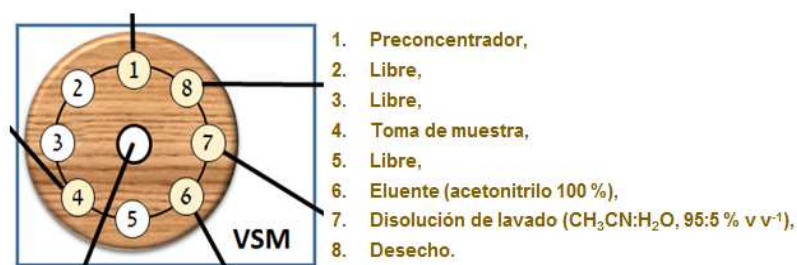 1
2
8
3
7
4
6
5
VSM
1. Preconcentrador,
2. Libre,
3. Libre,
4. Toma de muestra,
5. Libre,
6. Eluente (acetonitrilo 100 %),
7. Disolución de lavado (CH₃CN:H₂O, 95:5 % v v⁻¹),
8. Desecho.